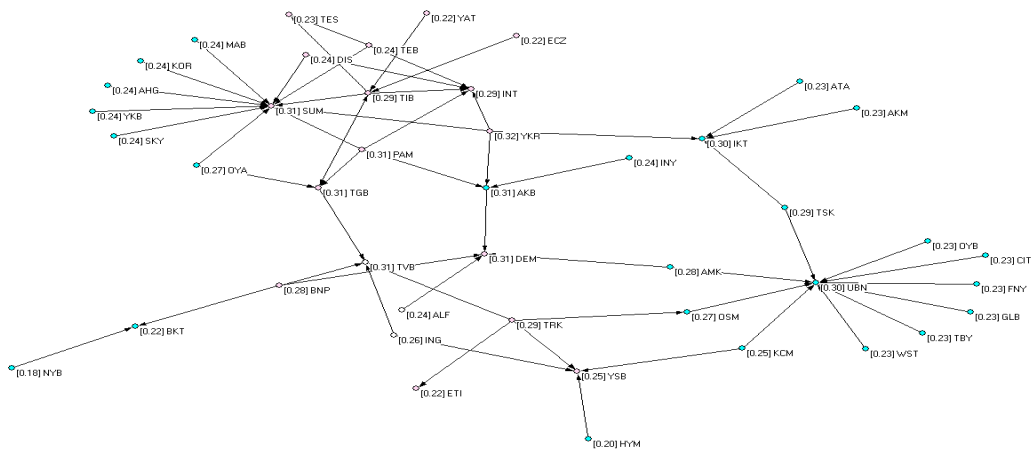 [0.23] TES
[0.22] YAT
[0.22] ECZ
[0.24] MAB
[0.24] TEB
[0.24] DIS
[0.24] KOR
[0.24] AHG
[0.29] TIB
[0.29] INT
[0.23] ATA
[0.24] YKB
[0.31] SUM
[0.23] AKM
[0.24] SKY
[0.32] YKR
[0.30] IKT
[0.31] PAM
[0.24] INY
[0.27] OYA
[0.31] TGB
[0.31] AKB
[0.29] TSK
[0.23] OYB
[0.31] TVB
[0.31] DEM
[0.23] CIT
[0.28] AMK
[0.28] BNP
[0.30] UBN
[0.23] FNY
[0.24] ALF
[0.27] OSM
[0.23] GLB
[0.22] BKT
[0.29] TRK
[0.26] ING
[0.23] TBY
[0.25] KCM
[0.23] WST
[0.18] NYB
[0.25] YSB
[0.22] ETI
[0.20] HYM